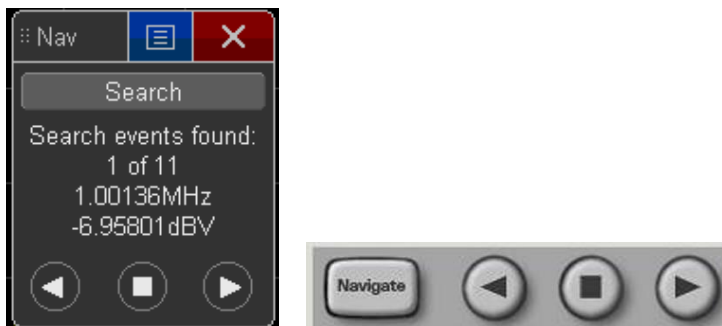 Nav
Search
Search events found:
1 of 11
1.00136MHz
-6.95801dBV
Navigate